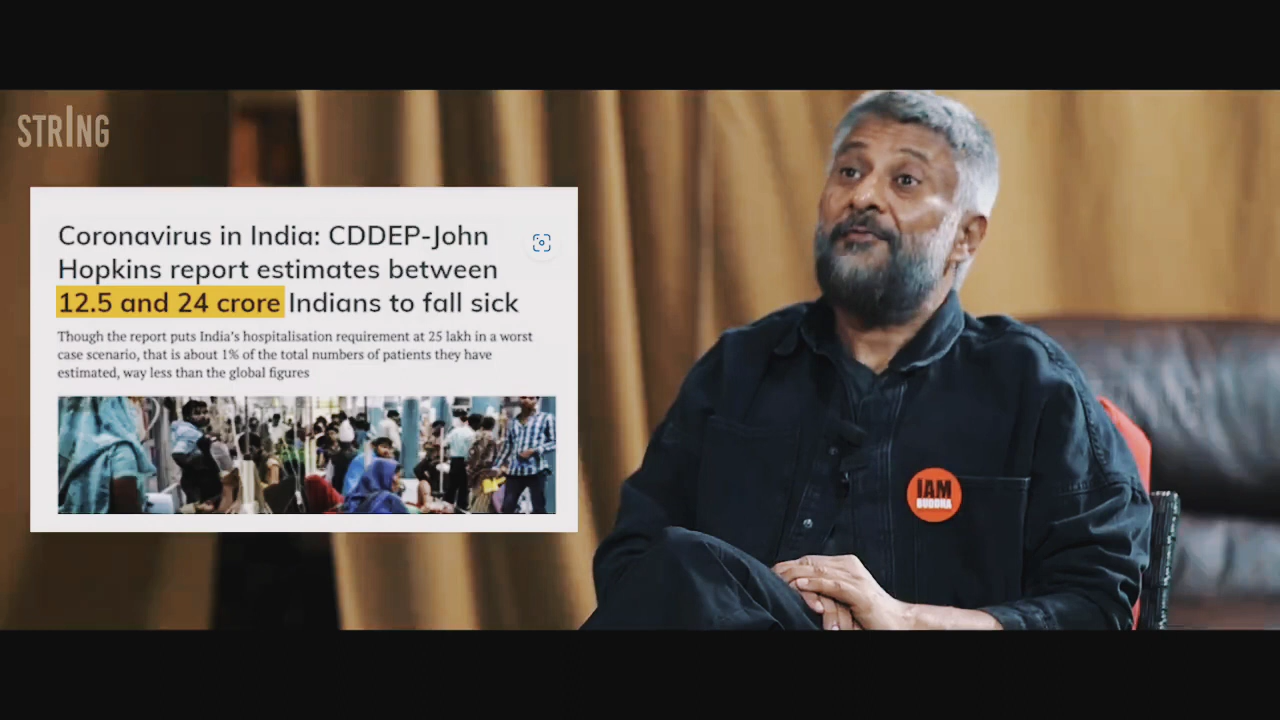 STRING
Coronavirus in India: CDDEP-John
Hopkins report estimates between
12.5 and 24 crore Indians to fall sick
Though the report puts India's hospitalisation requirement at 25 lakh in a worst
case scenario, that is about 1% of the total numbers of patients they have
estimated, way less than the global figures
IAM
BUDDHA